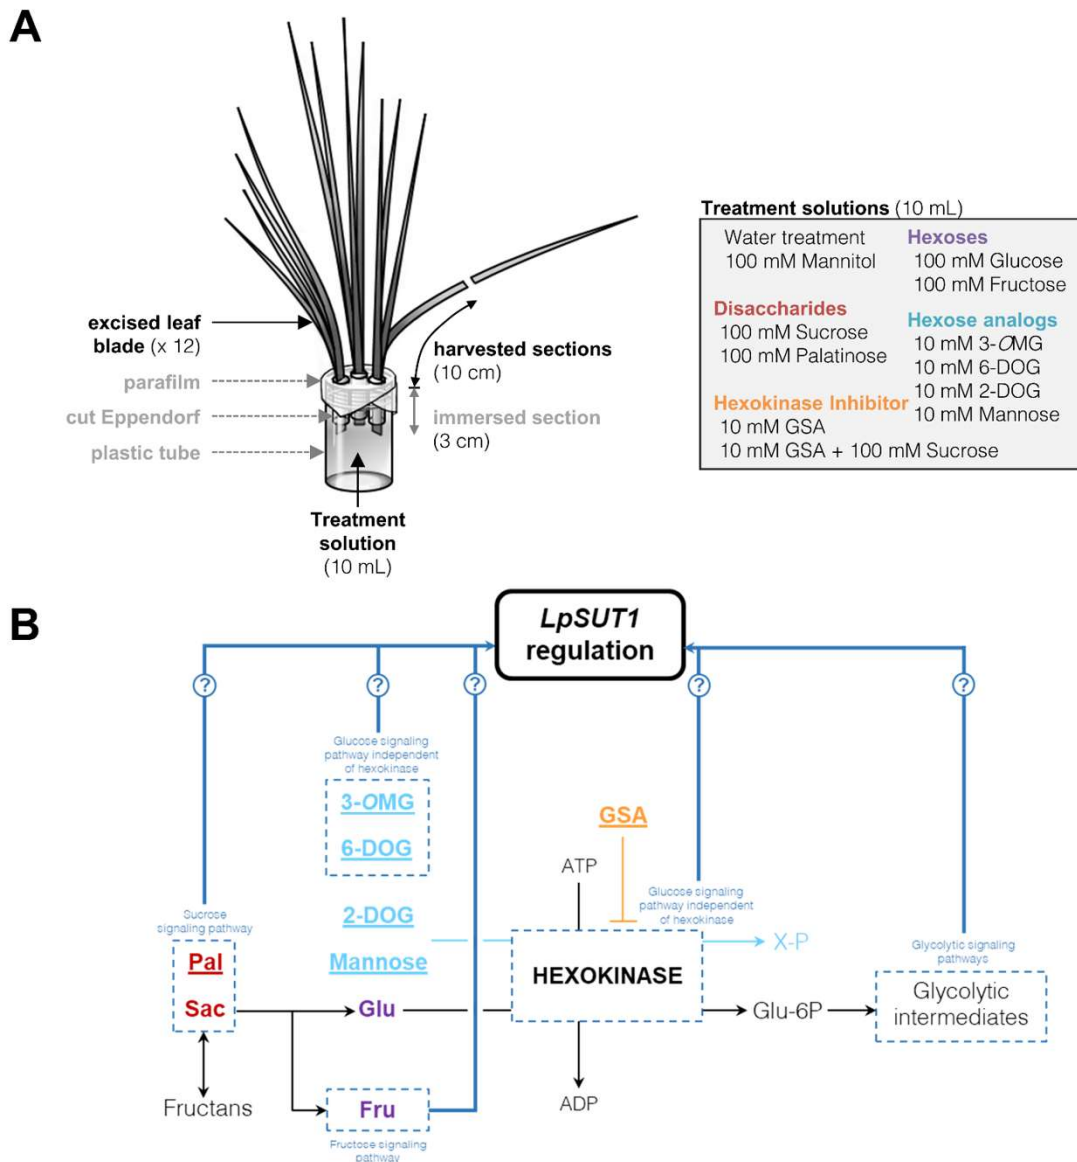 A
excised leaf
blade (x 12)
parafilm
cut Eppendorf
plastic tube
harvested sections
(10 cm)
immersed section
(3 cm)
Treatment
solution
(10 mL)
Treatment solutions (10 mL)
Water treatment
100 mM Mannitol
Disaccharides
100 mM Sucrose
100 mM Palatinose
Hexokinase Inhibitor
10 mM GSA
10 mM GSA + 100 mM Sucrose
Hexoses
100 mM Glucose
100 mM Fructose
Hexose analogs
10 mM 3-OMG
10 mM 6-DOG
10 mM 2-DOG
10 mM Mannose
B
LpSUT1
regulation
?
?
?
?
?
Glucose signaling
pathway independent
of hexokinase
3-OMG
6-DOG
GSA
ATP
Glucose signaling
pathway independent
of hexokinase
Sucrose
signaling pathway
Pal
Sac
2-DOG
Mannose
Glu
HEXOKINASE
X-P
Glu-6P
Glycolytic signaling
pathways
Glycolytic
intermediates
Fructans
Fru
Fructose signaling
pathway
ADP